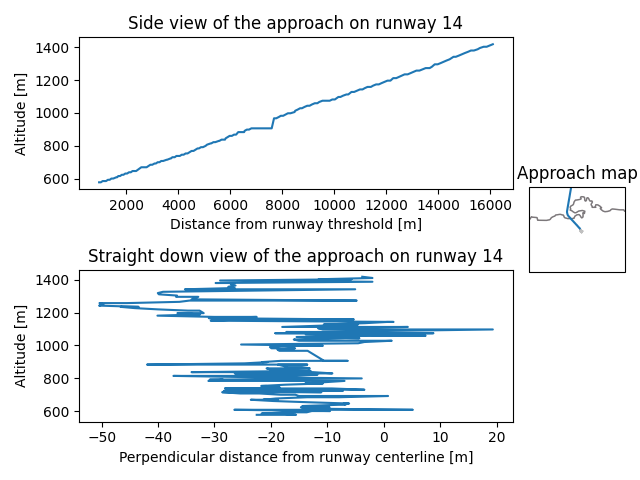 Side view of the approach on runway 14
1400
1200
1000
800
600
Altitude [m]
2000 4000 6000 8000 10000 12000 14000 16000
Distance from runway threshold [m]
Approach map
Straight down view of the approach on runway 14
1400
1200
1000
800
600
Altitude [m]
−50 −40 −30 −20 −10 0 10 20
Perpendicular distance from runway centerline [m]